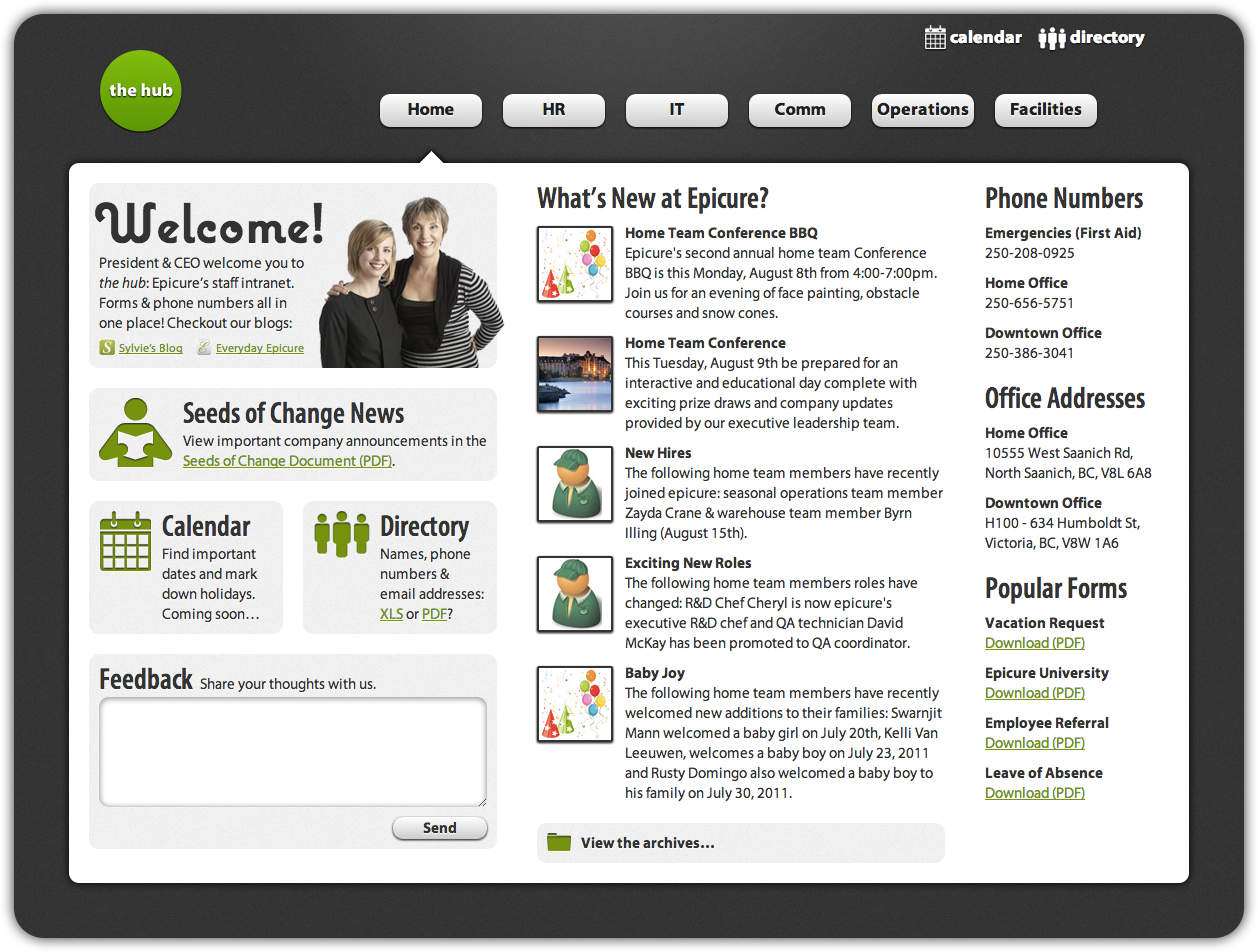 calendar directory
the hub
Home HR IT Comm Operations Facilities
Welcome!
President & CEO welcome you to
the hub: Epicure's staff intranet.
Forms & phone numbers all in
one place! Checkout our blogs:
S Sylvie's Blog Everyday Epicure
Seeds of Change News
View important company announcements in the
Seeds of Change Document (PDF).
Calendar
Find important
dates and mark
down holidays.
Coming soon...
Directory
Names, phone
numbers &
email addresses:
XLS or PDF?
Feedback Share your thoughts with us.
Send
What's New at Epicure?
Home Team Conference BBQ
Epicure's second annual home team Conference
BBQ is this Monday, August 8th from 4:00-7:00pm.
Join us for an evening of face painting, obstacle
courses and snow cones.
Home Team Conference
This Tuesday, August 9th be prepared for an
interactive and educational day complete with
exciting prize draws and company updates
provided by our executive leadership team.
New Hires
The following home team members have recently
joined epicure: seasonal operations team member
Zayda Crane & warehouse team member Byrn
Illing (August 15th).
Exciting New Roles
The following home team members roles have
changed: R&D Chef Cheryl is now epicure's
executive R&D chef and QA technician David
McKay has been promoted to QA coordinator.
Baby Joy
The following home team members have recently
welcomed new additions to their families: Swarnjit
Mann welcomed a baby girl on July 20th, Kelli Van
Leeuwen, welcomes a baby boy on July 23, 2011
and Rusty Domingo also welcomed a baby boy to
his family on July 30, 2011.
View the archives...
Phone Numbers
Emergencies (First Aid)
250-208-0925
Home Office
250-656-5751
Downtown Office
250-386-3041
Office Addresses
Home Office
10555 West Saanich Rd,
North Saanich, BC, V8L 6A8
Downtown Office
H100 - 634 Humboldt St,
Victoria, BC, V8W 1A6
Popular Forms
Vacation Request
Download (PDF)
Epicure University
Download (PDF)
Employee Referral
Download (PDF)
Leave of Absence
Download (PDF)